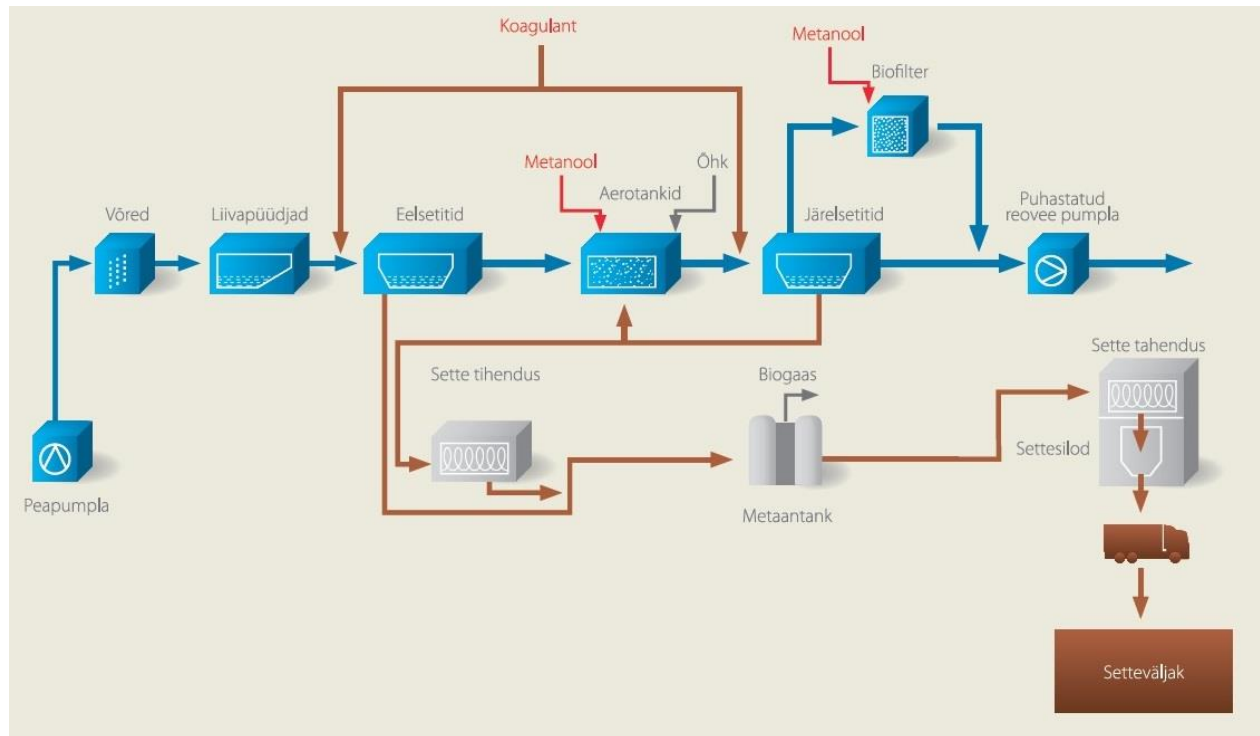 Koagulant
Metanool
Biofilter
Metanool
Õhk
Aerotankid
Võred
Liivapüüdjad
Eelsetitid
Järelsetitid
Puhastatud
reovee pumpla
Sette tihendus
Biogaas
Sette tahendus
Settesilod
Peapumpla
Metaantank
Setteväljak